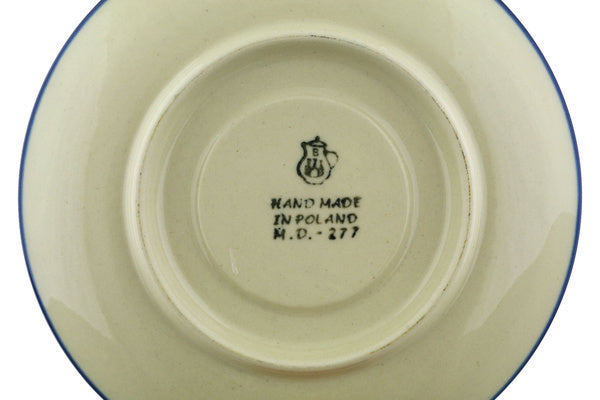 B
HAND MADE
IN POLAND
M.D. - 277